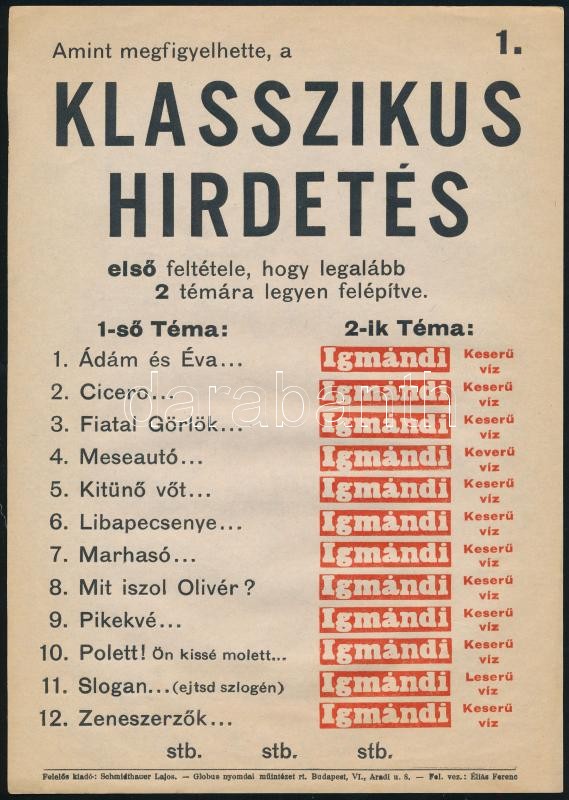 Amint megfigyelhette, a
1.
KLASSZIKUS
HIRDETÉS
első feltétele, hogy legalább
2 témára legyen felépítve.
1-ső Téma: 2-ik Téma:
1. Ádám és Éva... Igmándi Keserű víz
2. Cicero... Igmándi Keserű víz
3. Fiatal Görlök... Igmándi Keserű víz
4. Meseautó... Igmándi Keverű víz
5. Kitünő vőt... Igmándi Keserű víz
6. Libapecsenye... Igmándi Keserű víz
7. Marhasó... Igmándi Keserű víz
8. Mit iszol Olivér? Igmándi Keserű víz
9. Pikekvé... Igmándi Keserű víz
10. Polett! Ön kissé molett... Igmándi Keserű víz
11. Slogan...(ejtsd szlogén) Igmándi Leserű víz
12. Zeneszerzők... Igmándi Keserű víz
stb. stb. stb.
Felelős kiadó: Schmidthauer Lajos. — Globus nyomdai műintézet rt. Budapest, VI., Aradi u. 8. — Fel. vez.: Éliás Ferenc
darabanth